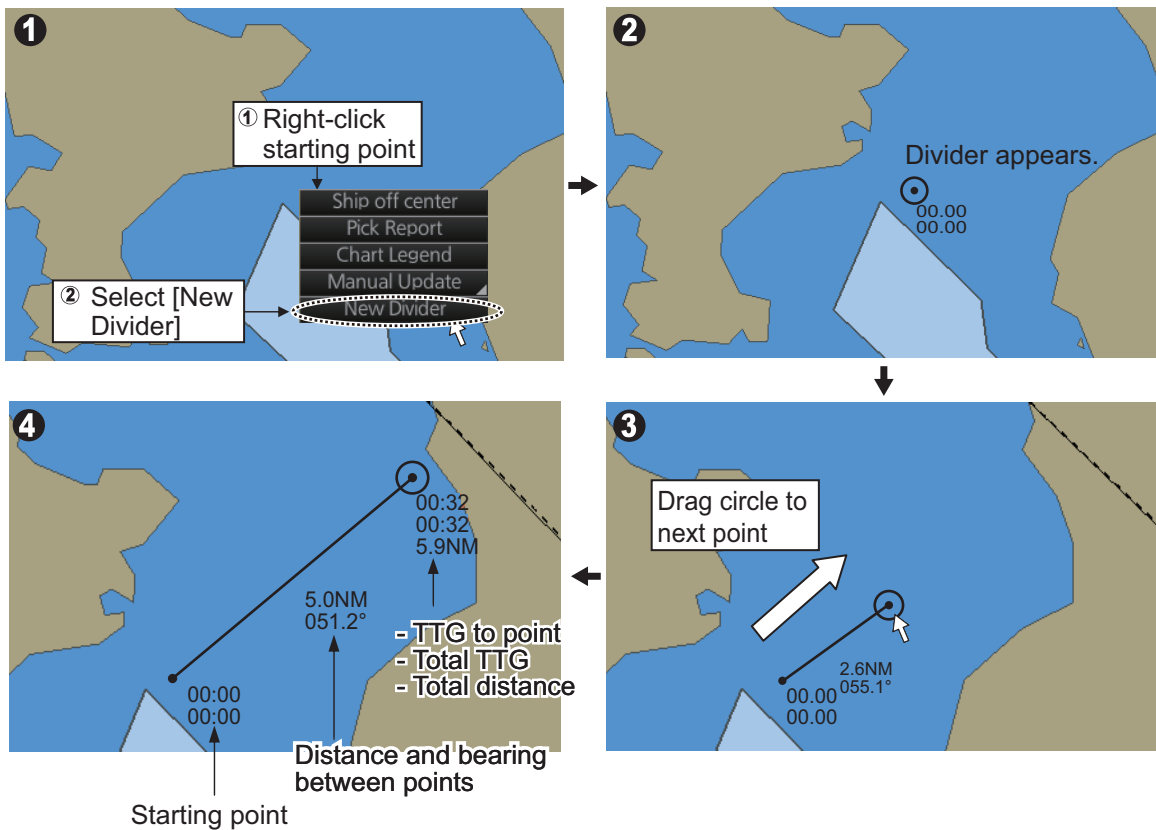 1
① Right-click
starting point
Ship off center
Pick Report
Chart Legend
Manual Update
New Divider
② Select [New
Divider]
2
Divider appears.
00.00
00.00
3
Drag circle to
next point
2.6NM
055.1°
00.00
00.00
4
00:32
00:32
5.9NM
5.0NM
051.2°
- TTG to point
- Total TTG
- Total distance
00:00
00:00
Distance and bearing
between points
Starting point